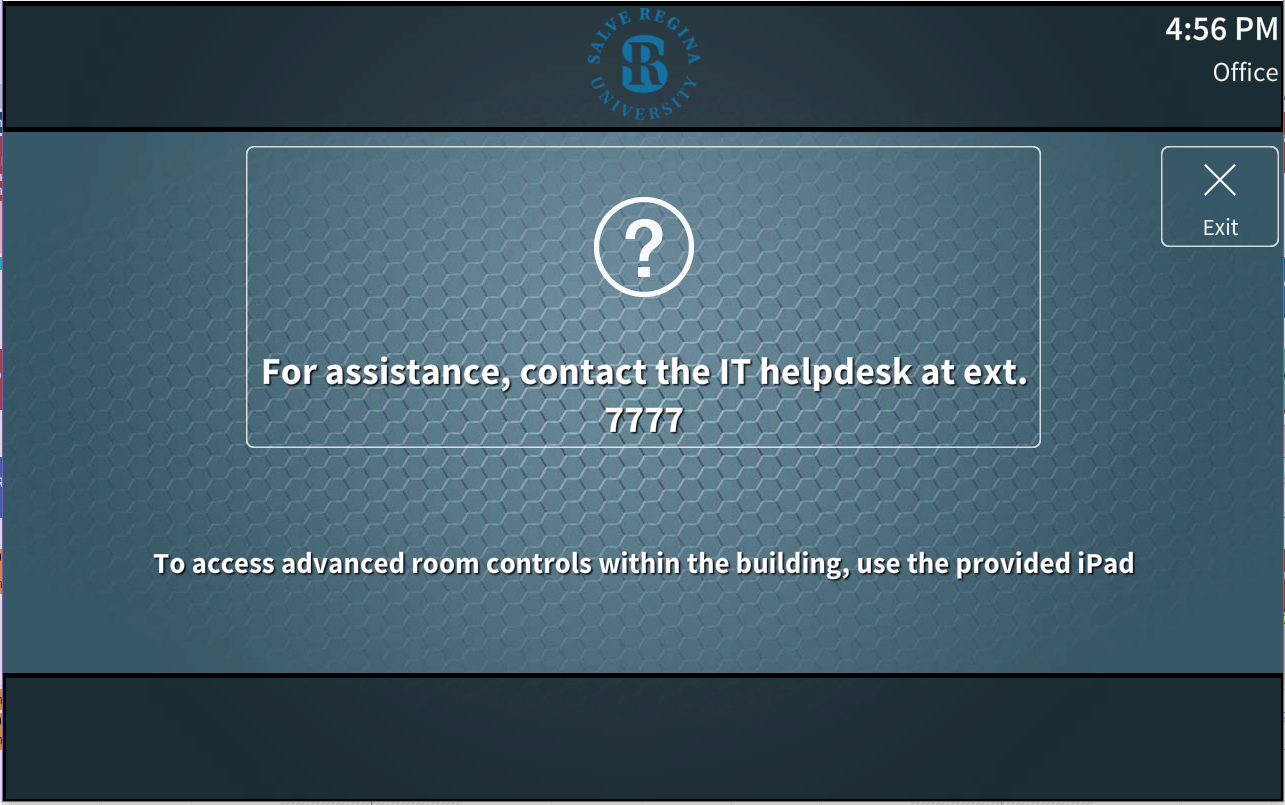 SALVE REGINA
SR
UNIVERSITY
4:56 PM
Office
Exit
?
For assistance, contact the IT helpdesk at ext.
7777
To access advanced room controls within the building, use the provided iPad